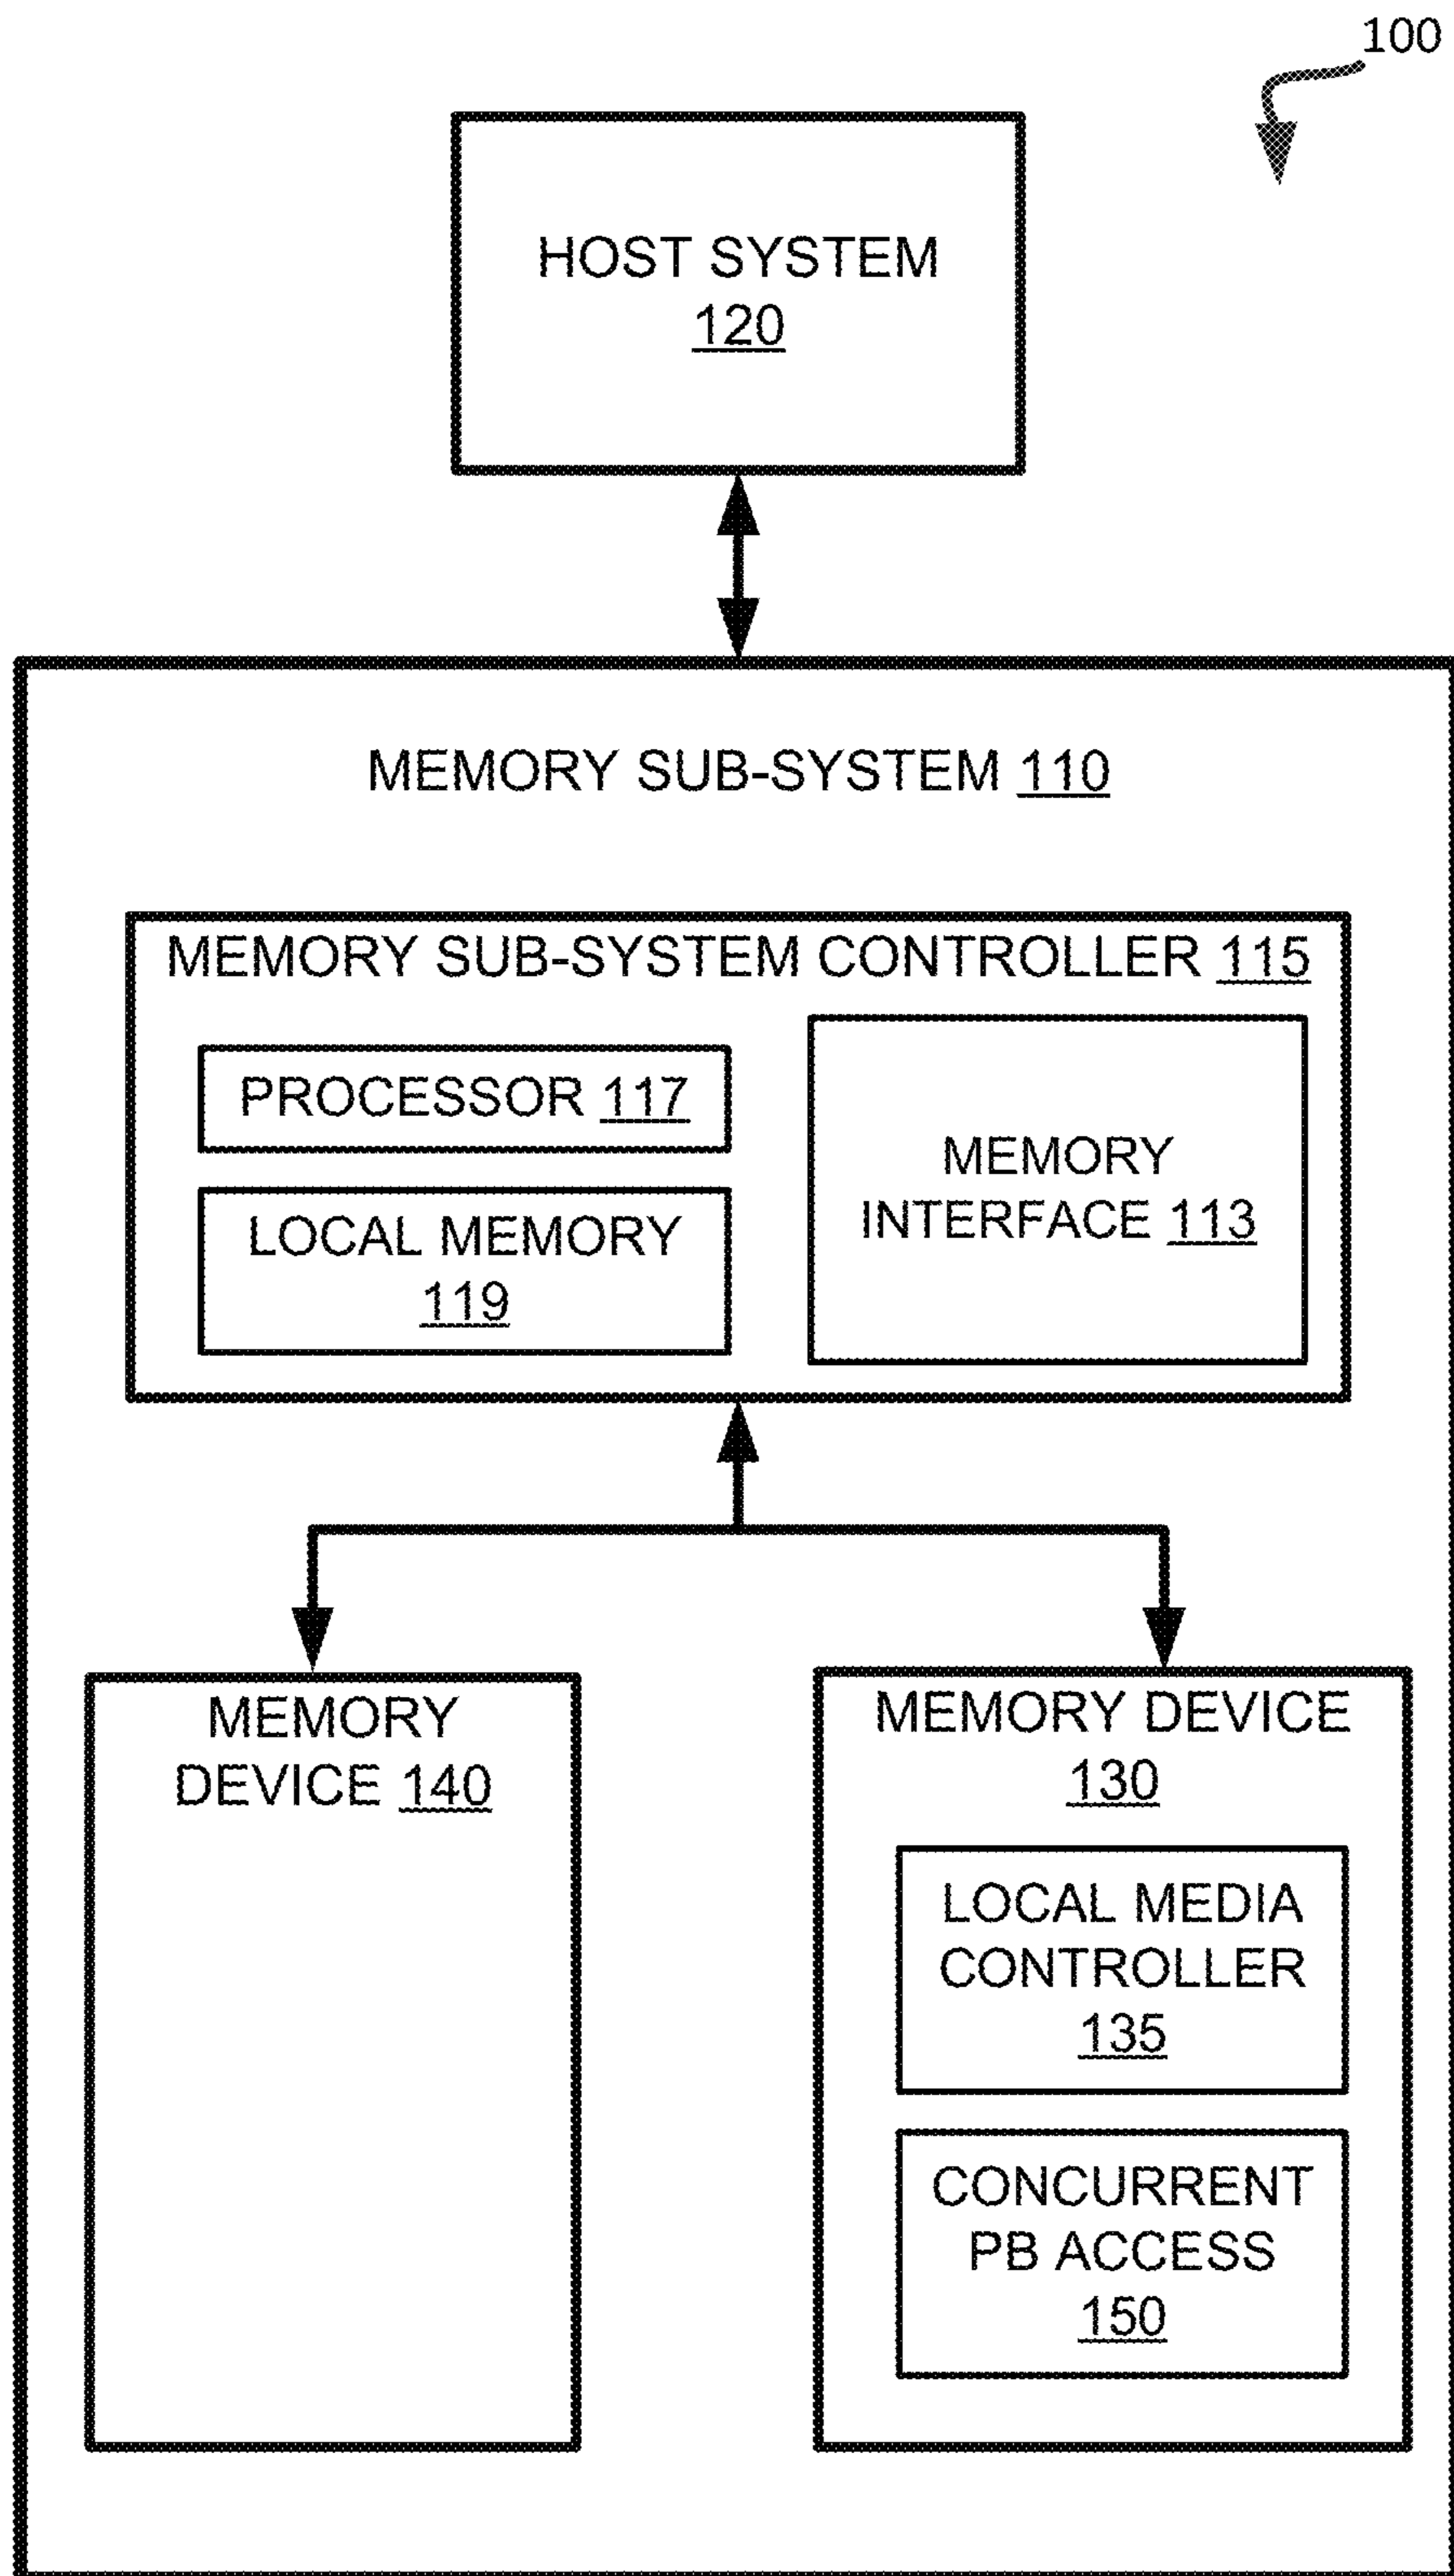 100
HOST SYSTEM
120
MEMORY SUB-SYSTEM 110
MEMORY SUB-SYSTEM CONTROLLER 115
PROCESSOR 117
LOCAL MEMORY
119
MEMORY
INTERFACE 113
MEMORY
DEVICE 140
MEMORY DEVICE
130
LOCAL MEDIA
CONTROLLER
135
CONCURRENT
PB ACCESS
150